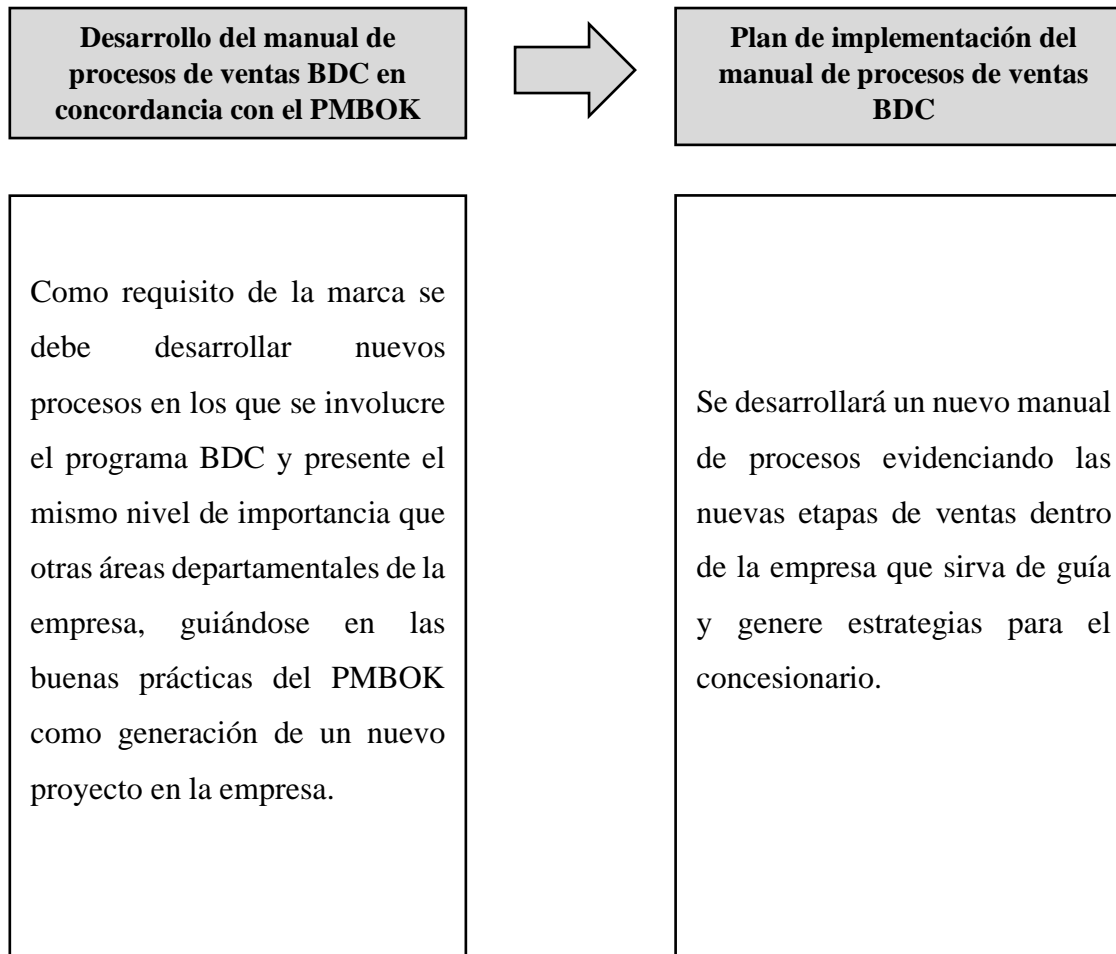 Desarrollo del manual de
procesos de ventas BDC en
concordancia con el PMBOK
Plan de implementación del
manual de procesos de ventas
BDC
Como requisito de la marca se
debe desarrollar nuevos
procesos en los que se involucre
el programa BDC y presente el
mismo nivel de importancia que
otras áreas departamentales de la
empresa, guiándose en las
buenas prácticas del PMBOK
como generación de un nuevo
proyecto en la empresa.
Se desarrollará un nuevo manual
de procesos evidenciando las
nuevas etapas de ventas dentro
de la empresa que sirva de guía
y genere estrategias para el
concesionario.